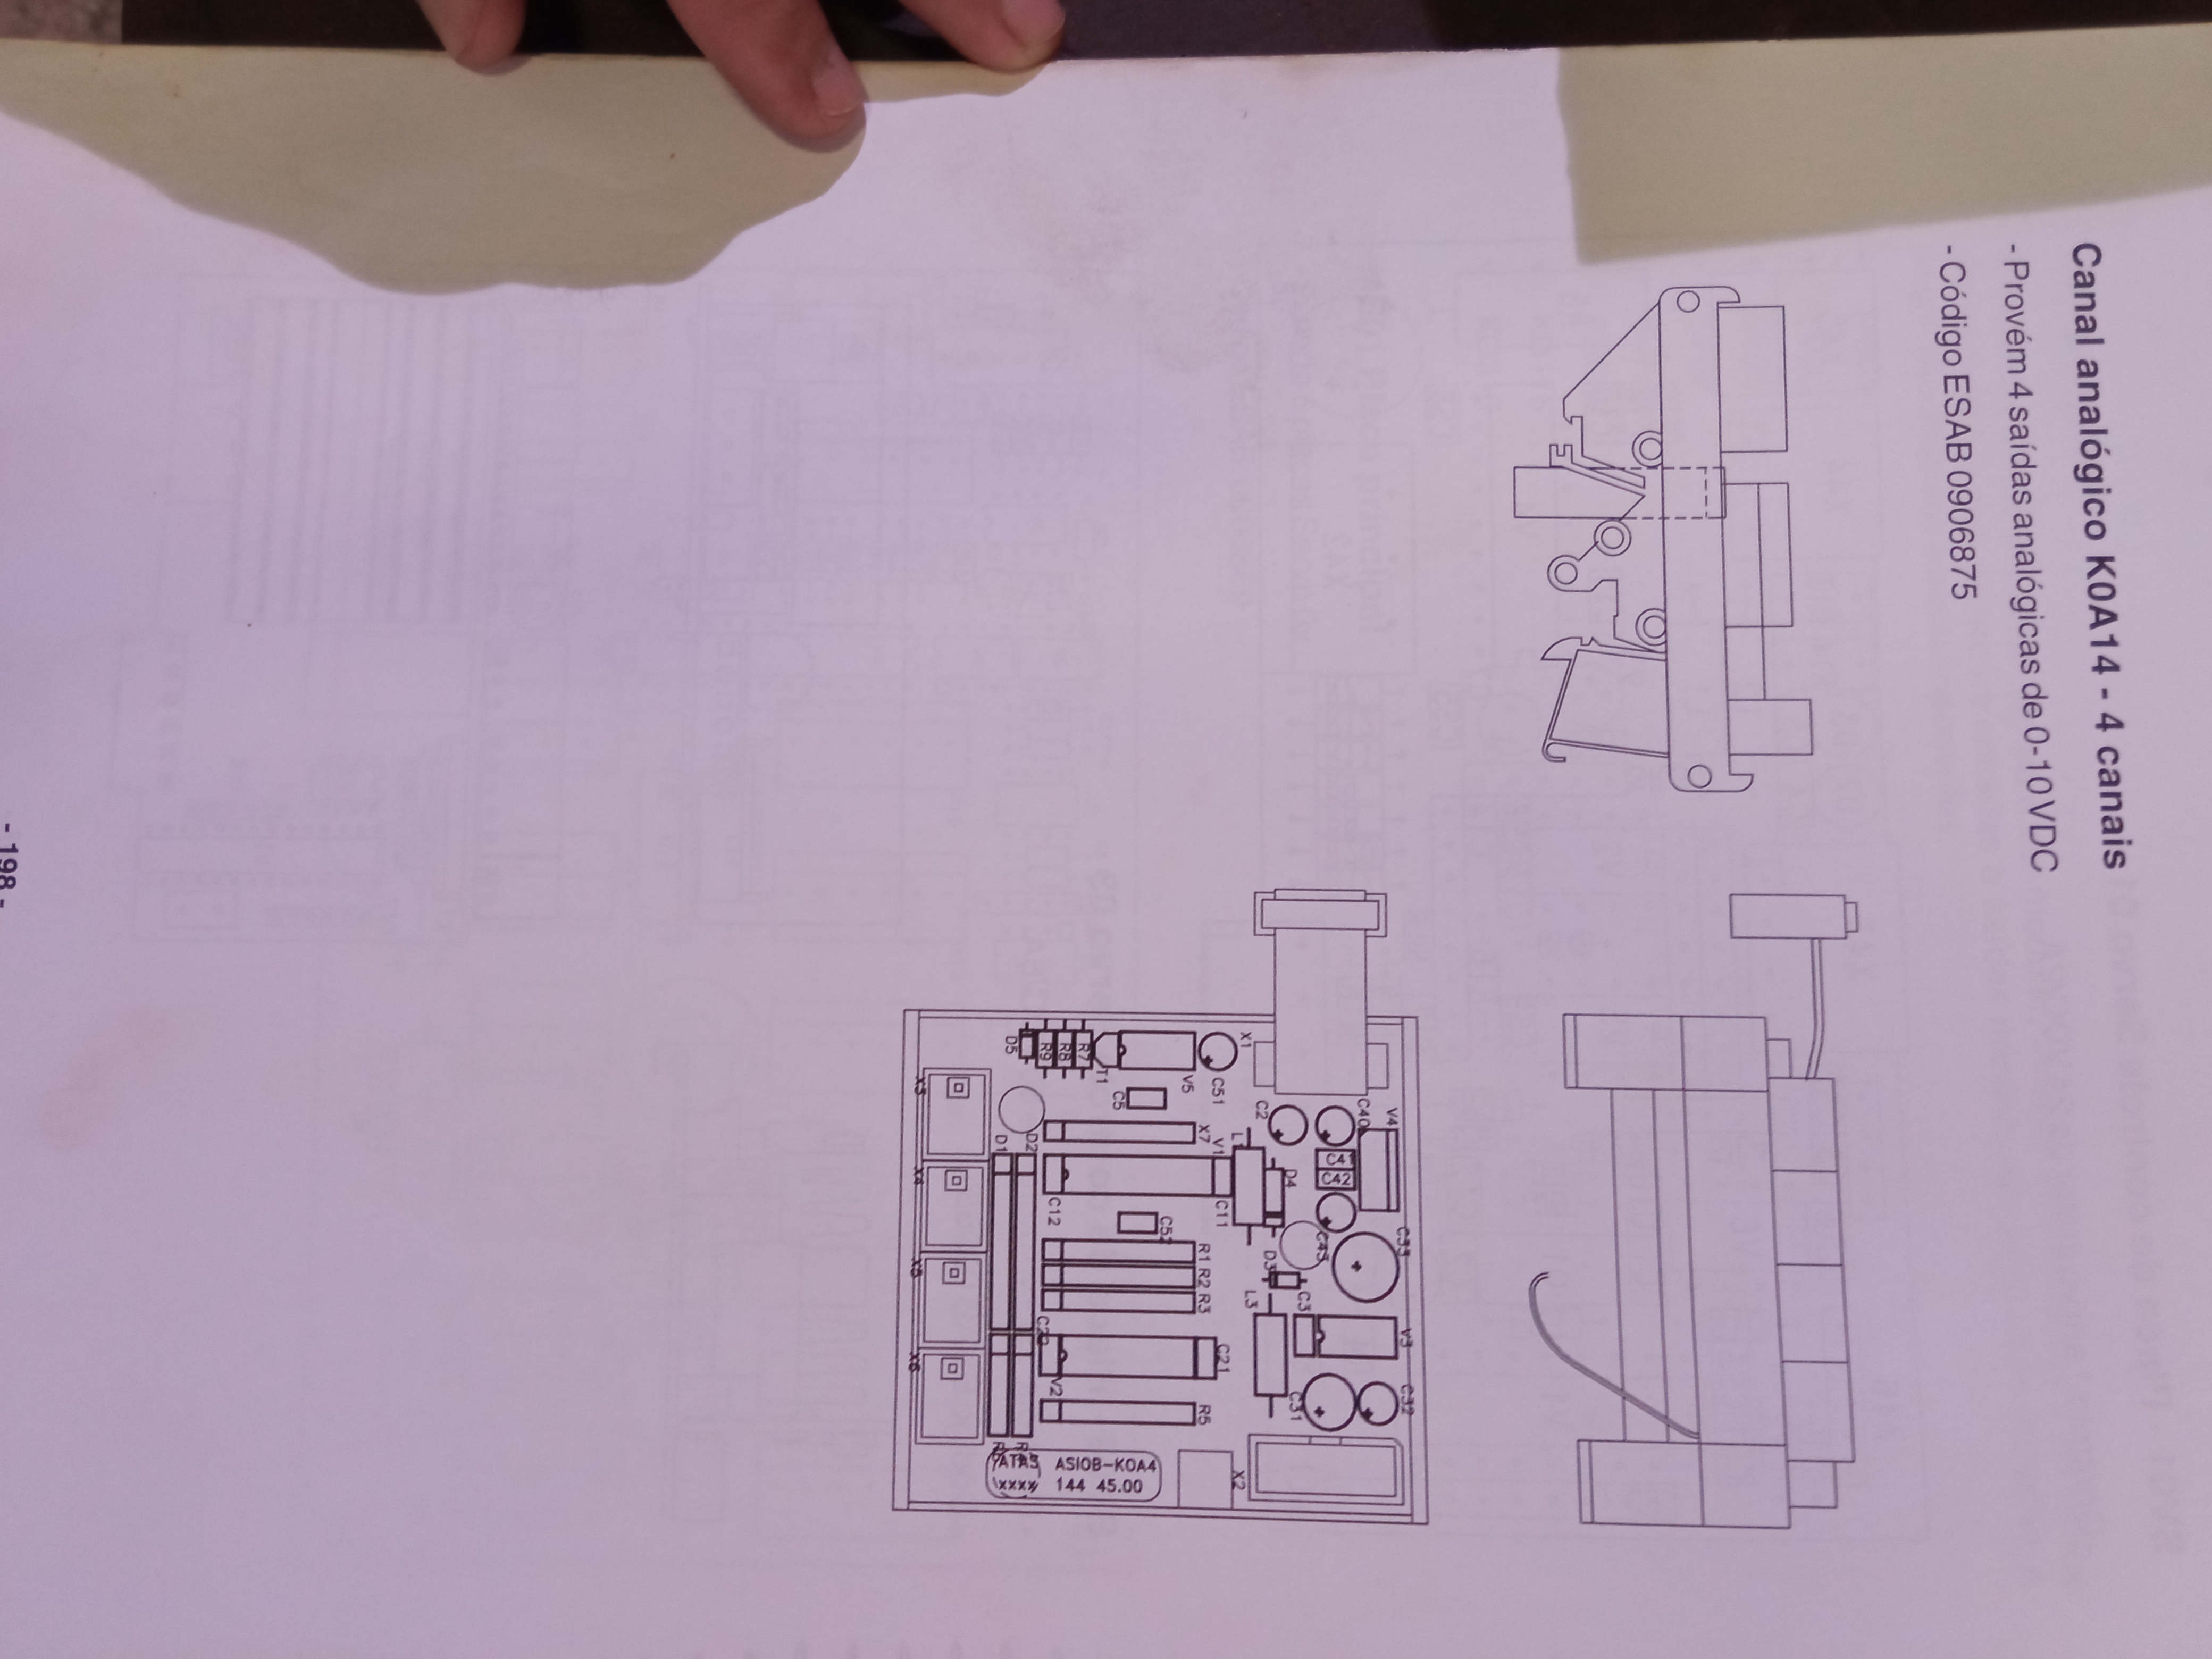 Canal analógico K0A14 - 4 canais
- Provém 4 saídas analógicas de 0-10 VDC
- Código ESAB 0906875
C33
V3
C32
V4
C40
C41
C42
C43
C3
C31
D4
D3
C2
L3
X1
L1
X2
C51
V1
C11
C21
X7
R1 R2 R3
R5
V5
C52
C5
T1
R7
R8
R9
D5
C12
V2
D2
D1
ASIOB-K0A4
144 45.00
X3
X4
X6
- 198 -